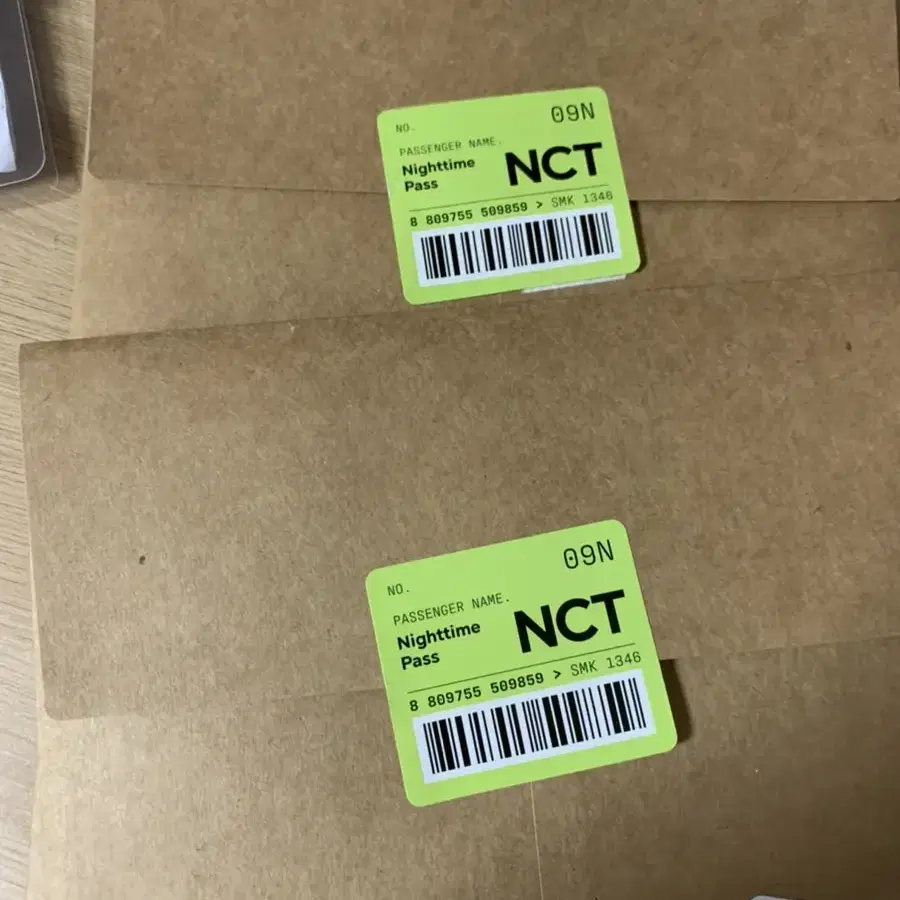 NO.
09N
PASSENGER NAME.
Nighttime
Pass
NCT
8 809755 509859 > SMK 1346
NO.
09N
PASSENGER NAME.
Nighttime
Pass
NCT
8 809755 509859 > SMK 1346